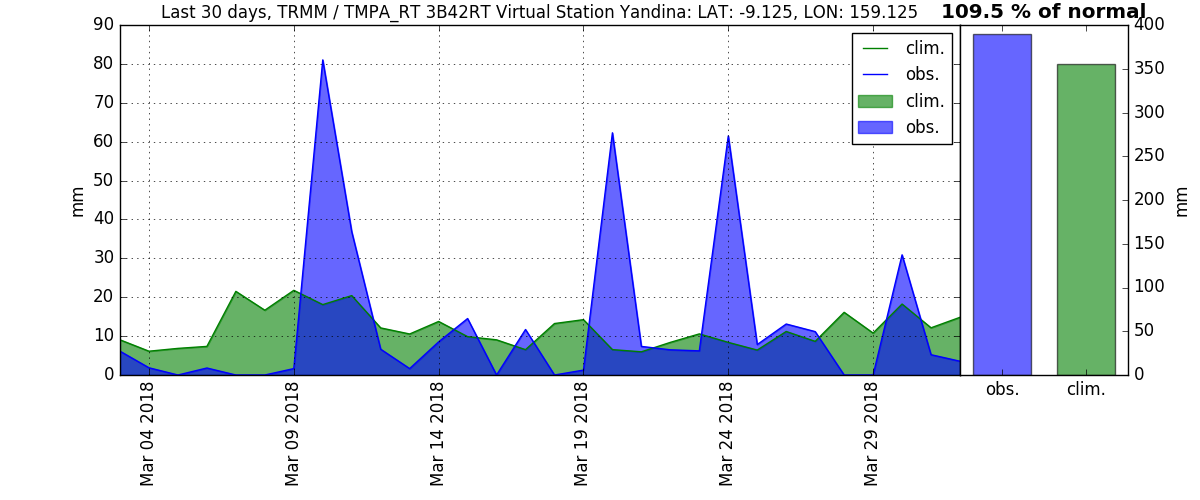 Last 30 days, TRMM / TMPA_RT 3B42RT Virtual Station Yandina: LAT: -9.125, LON: 159.125
109.5 % of normal
90
80
70
60
50
40
30
20
10
0
mm
Mar 04 2018
Mar 09 2018
Mar 14 2018
Mar 19 2018
Mar 24 2018
Mar 29 2018
clim.
obs.
clim.
obs.
400
350
300
250
200
150
100
50
0
mm
obs.
clim.